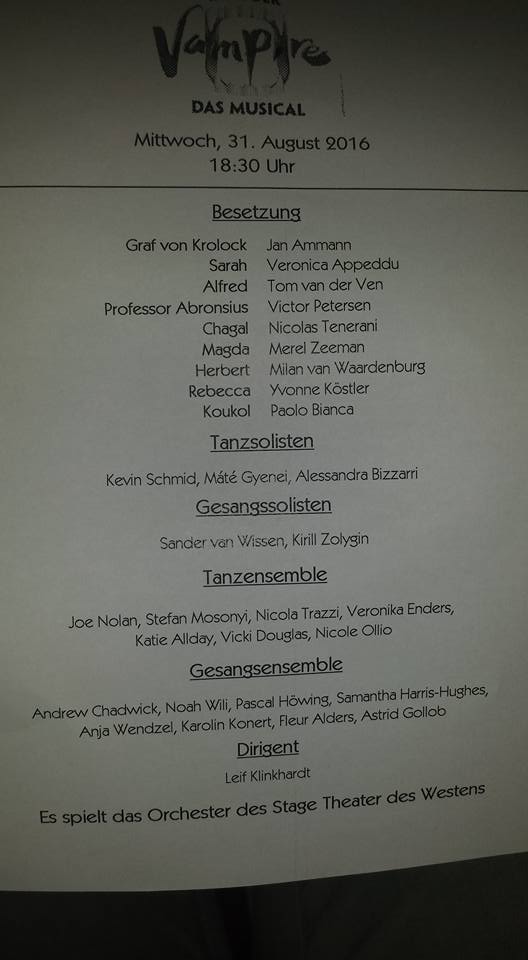 Vampire
DAS MUSICAL
Mittwoch, 31. August 2016
18:30 Uhr
Besetzung
Graf von Krolock Jan Ammann
Sarah Veronica Appeddu
Alfred Tom van der Ven
Professor Abronsius Victor Petersen
Chagal Nicolas Tenerani
Magda Merel Zeeman
Herbert Milan van Waardenburg
Rebecca Yvonne Köstler
Koukol Paolo Bianca
Tanzsolisten
Kevin Schmid, Máté Gyenei, Alessandra Bizzarri
Gesangssolisten
Sander van Wissen, Kirill Zolygin
Tanzensemble
Joe Nolan, Stefan Mosonyi, Nicola Trazzi, Veronika Enders,
Katie Allday, Vicki Douglas, Nicole Ollio
Gesangsensemble
Andrew Chadwick, Noah Wili, Pascal Höwing, Samantha Harris-Hughes,
Anja Wendzel, Karolin Konert, Fleur Alders, Astrid Gollob
Dirigent
Leif Klinkhardt
Es spielt das Orchester des Stage Theater des Westens